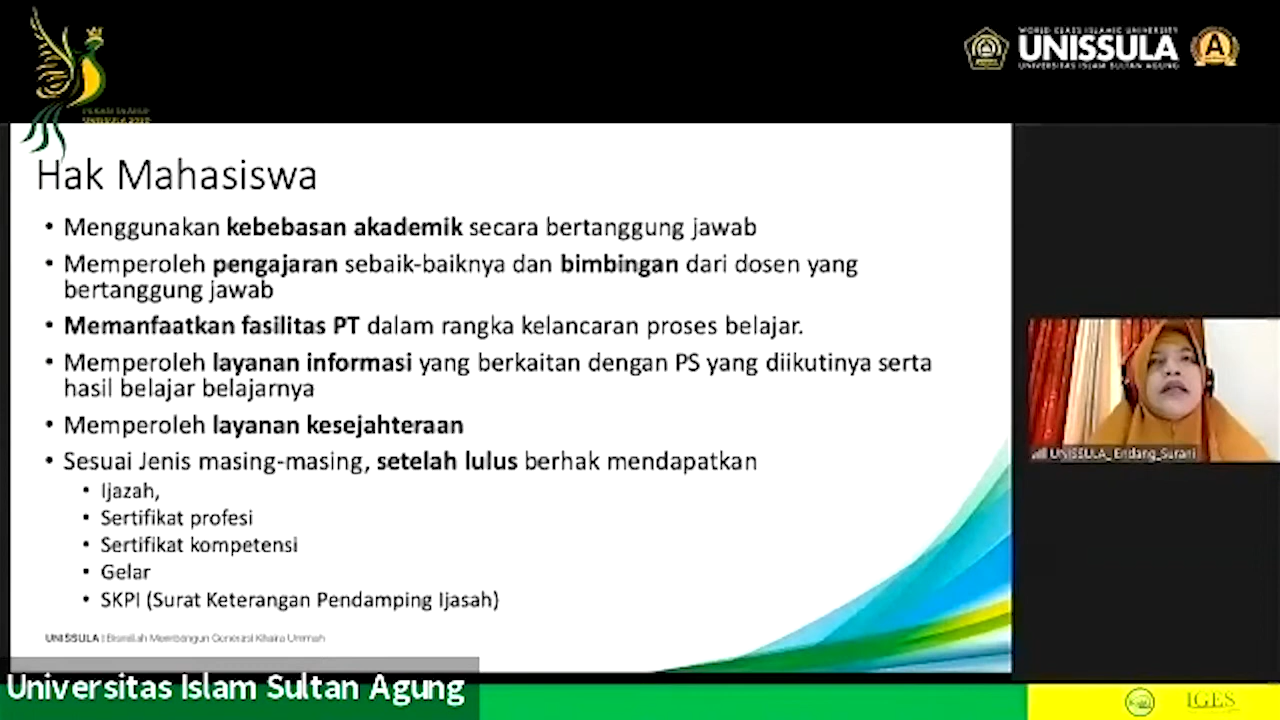 WORLD CLASS ISLAMIC UNIVERSITY
UNISSULA
UNIVERSITAS ISLAM SULTAN AGUNG
A
UNISSULA
Hak Mahasiswa
• Menggunakan kebebasan akademik secara bertanggung jawab
• Memperoleh pengajaran sebaik-baiknya dan bimbingan dari dosen yang
bertanggung jawab
• Memanfaatkan fasilitas PT dalam rangka kelancaran proses belajar.
• Memperoleh layanan informasi yang berkaitan dengan PS yang diikutinya serta
hasil belajar belajarnya
• Memperoleh layanan kesejahteraan
• Sesuai Jenis masing-masing, setelah lulus berhak mendapatkan
• Ijazah,
• Sertifikat profesi
• Sertifikat kompetensi
• Gelar
• SKPI (Surat Keterangan Pendamping Ijasah)
UNISSULA | Bismillah Membangun Generasi Khaira Ummah
UNISSULA_ Endang_Surani
Universitas Islam Sultan Agung
IGES